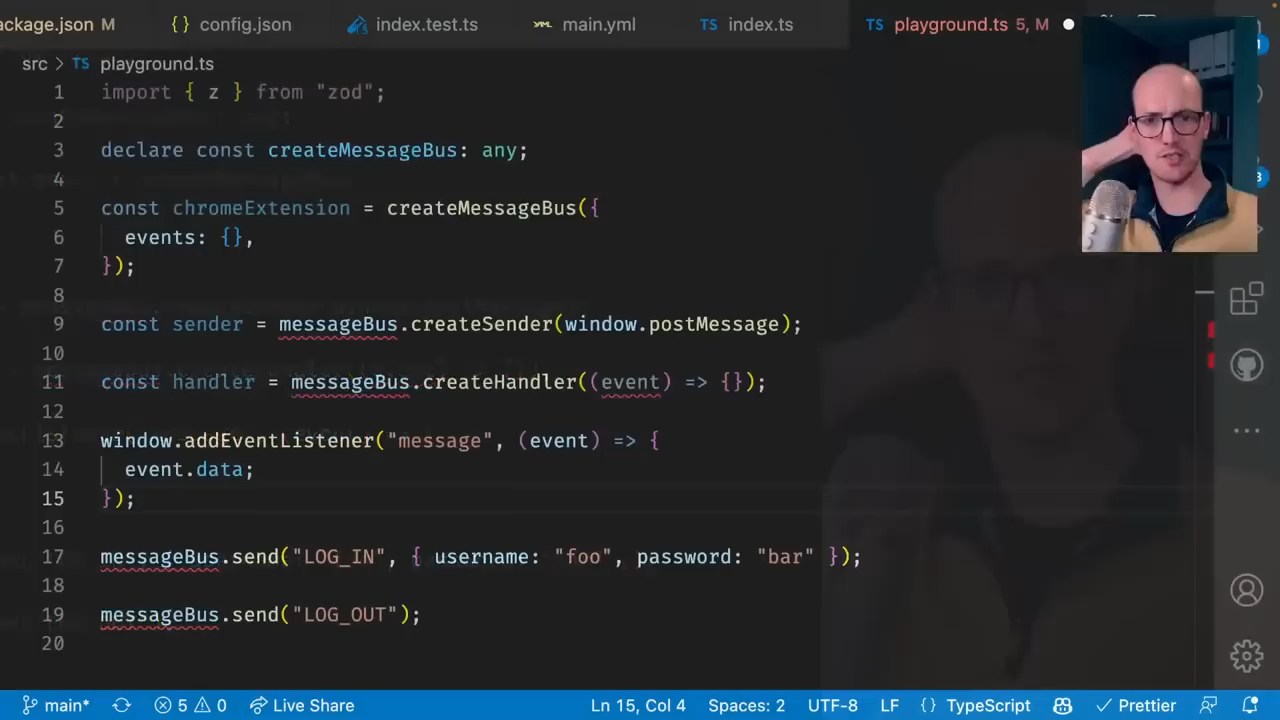 ackage.json M
config.json
index.test.ts
YML main.yml
TS index.ts
TS playground.ts 5, M
src > TS playground.ts
1 import { z } from "zod";
2
3 declare const createMessageBus: any;
4
5 const chromeExtension = createMessageBus({
6 events: {},
7 });
8
9 const sender = messageBus.createSender(window.postMessage);
10
11 const handler = messageBus.createHandler((event) => {});
12
13 window.addEventListener("message", (event) => {
14 event.data;
15 });
16
17 messageBus.send("LOG_IN", { username: "foo", password: "bar" });
18
19 messageBus.send("LOG_OUT");
20
main* 5 0 Live Share Ln 15, Col 4 Spaces: 2 UTF-8 LF {} TypeScript Prettier